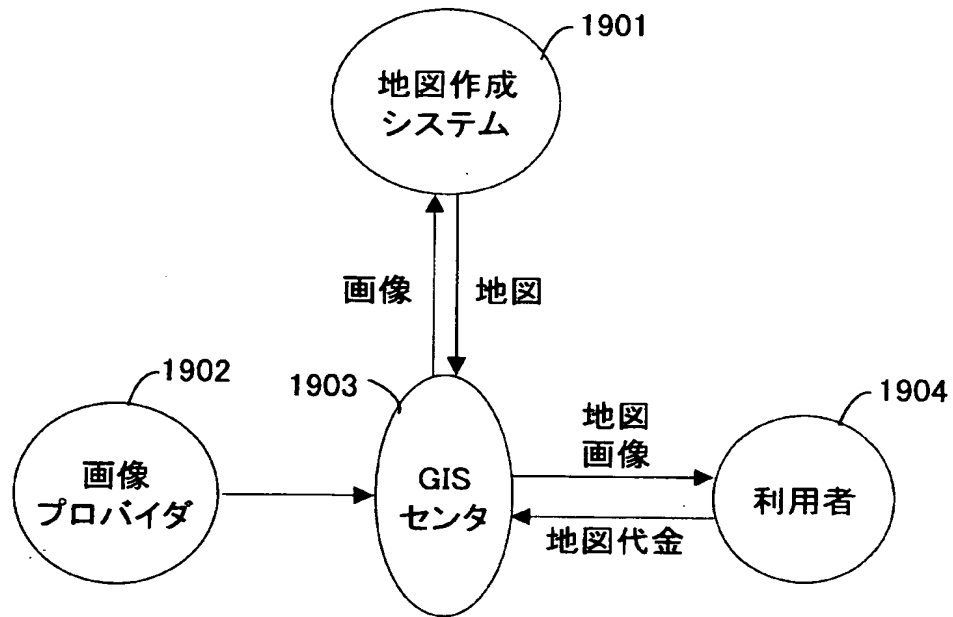 1901
地図作成
システム
画像
地図
1902
画像
プロバイダ
1903
GIS
センタ
地図
画像
地図代金
1904
利用者